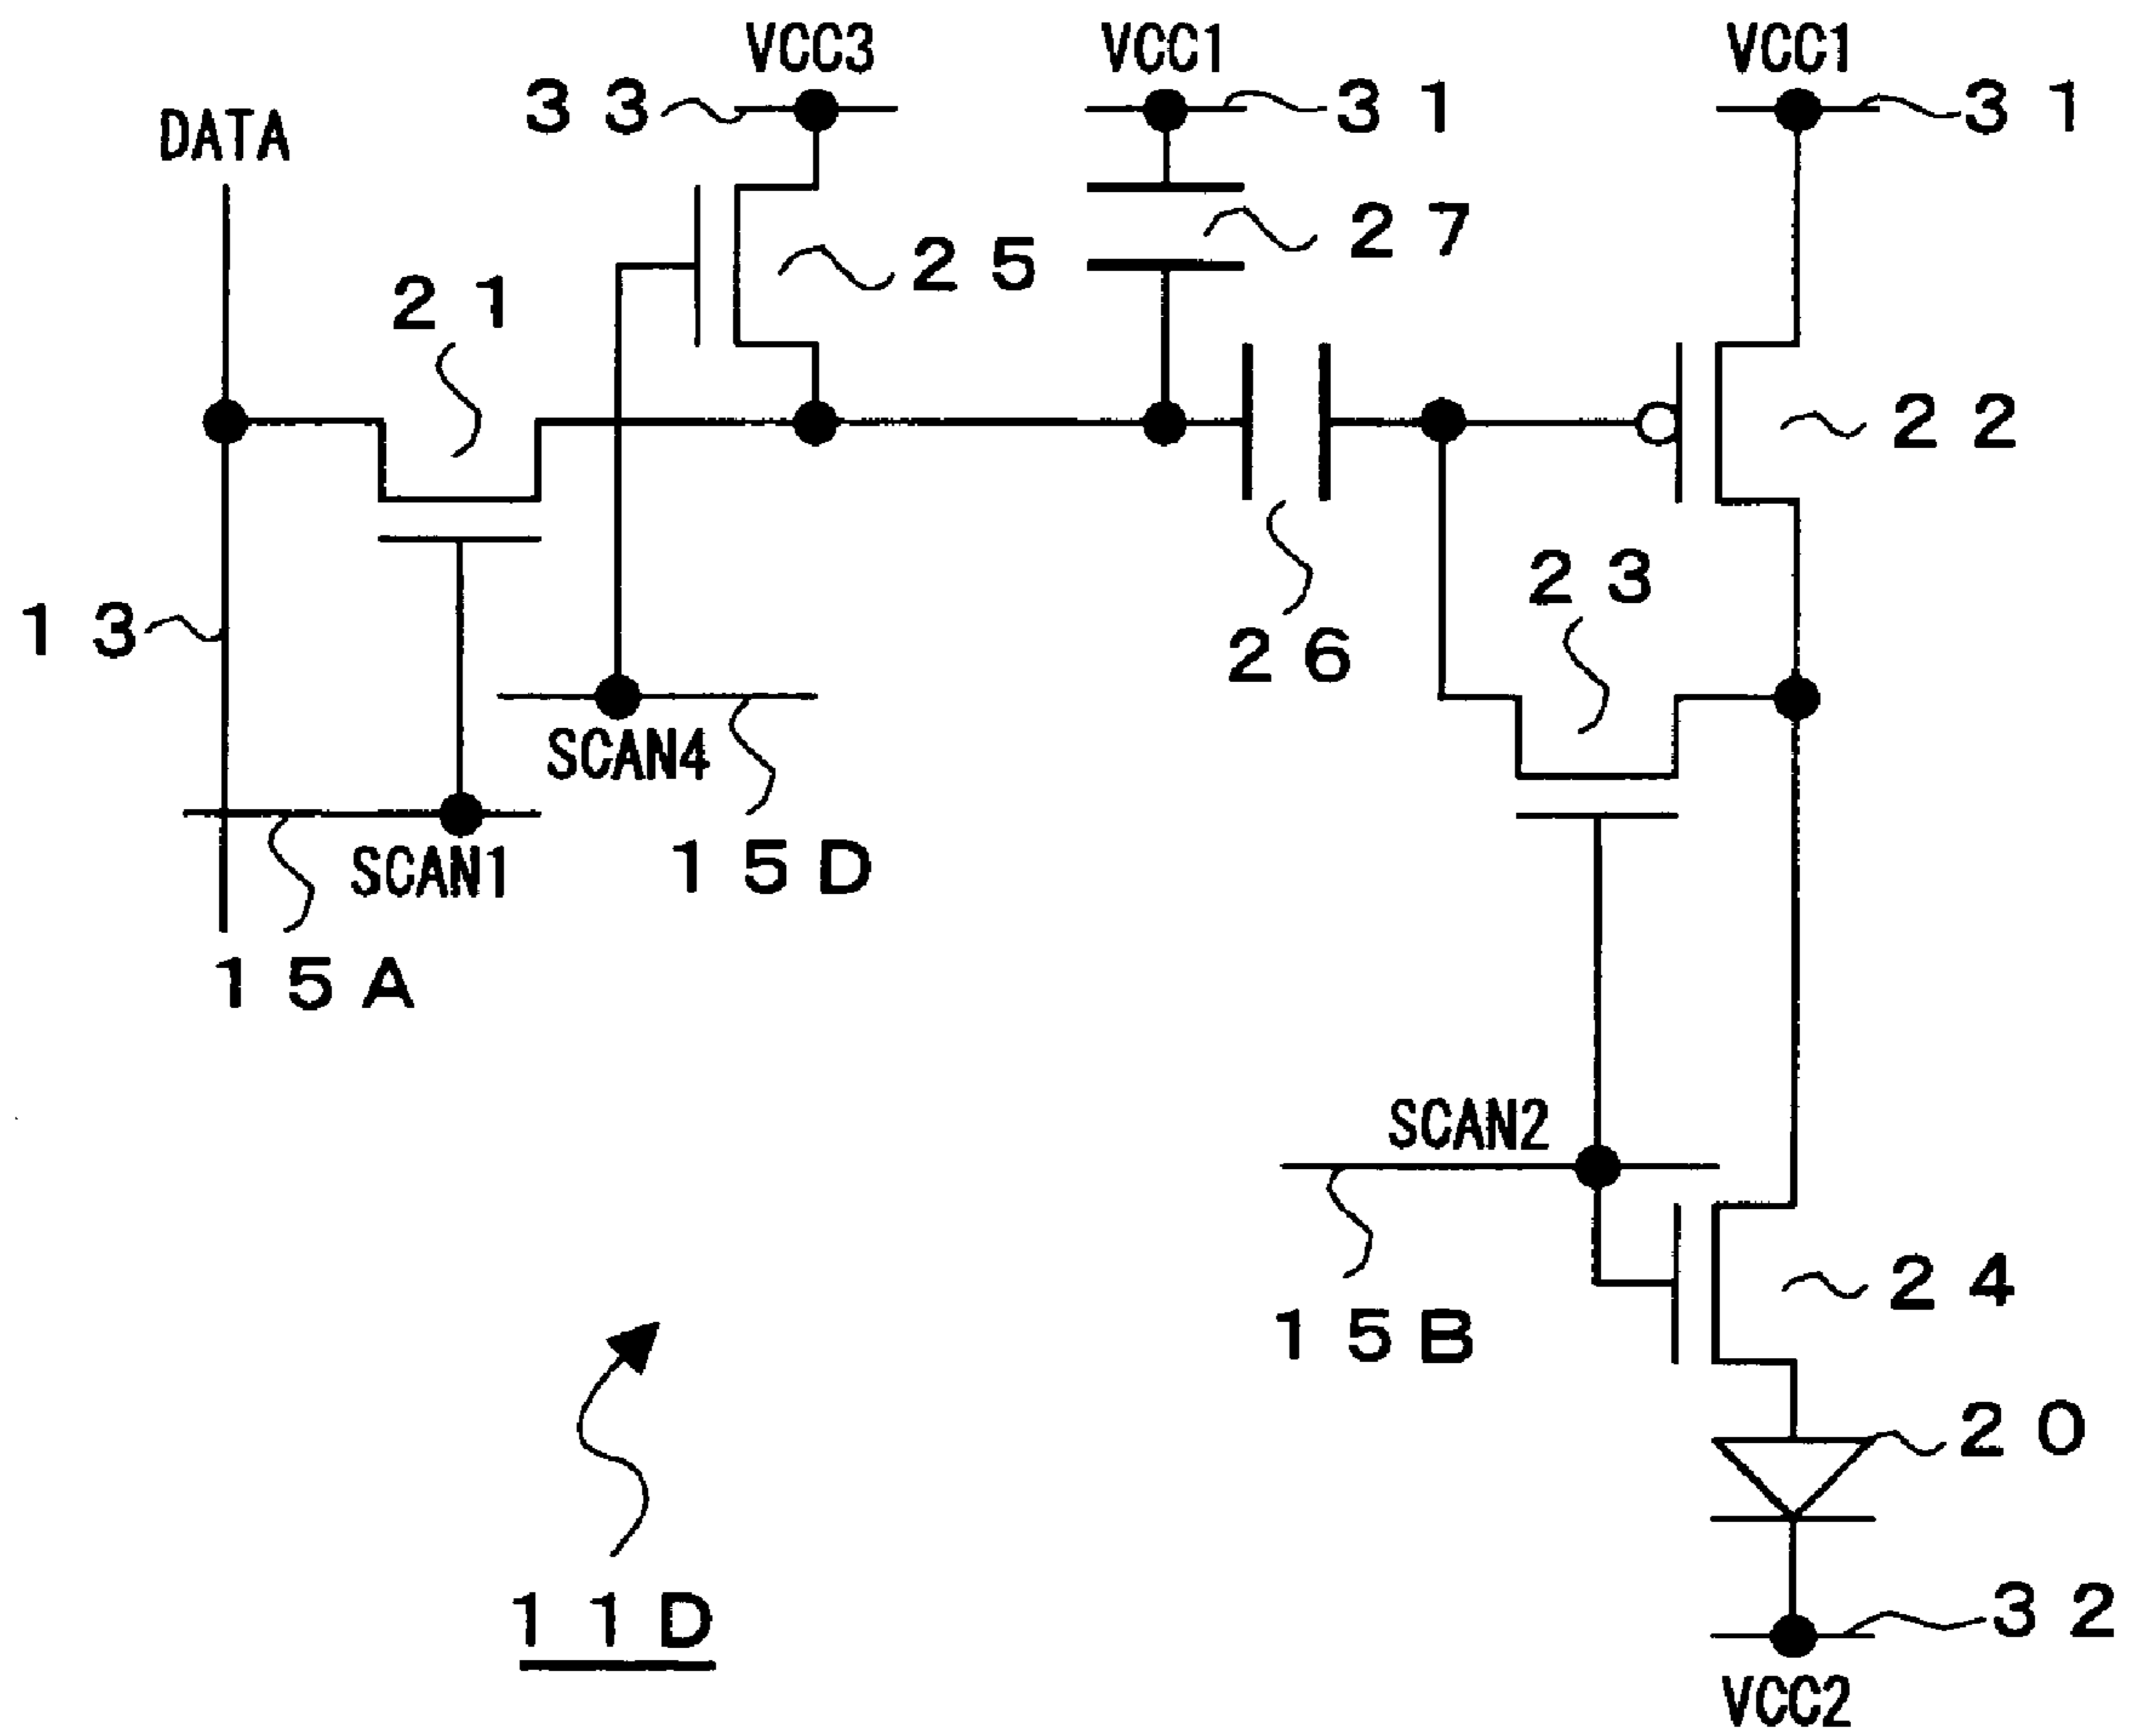 VCC3
VCC1
VCC1
33
31
31
DATA
27
25
21
22
23
13
26
SCAN4
15D
SCAN1
15A
SCAN2
24
15B
20
11D
32
VCC2